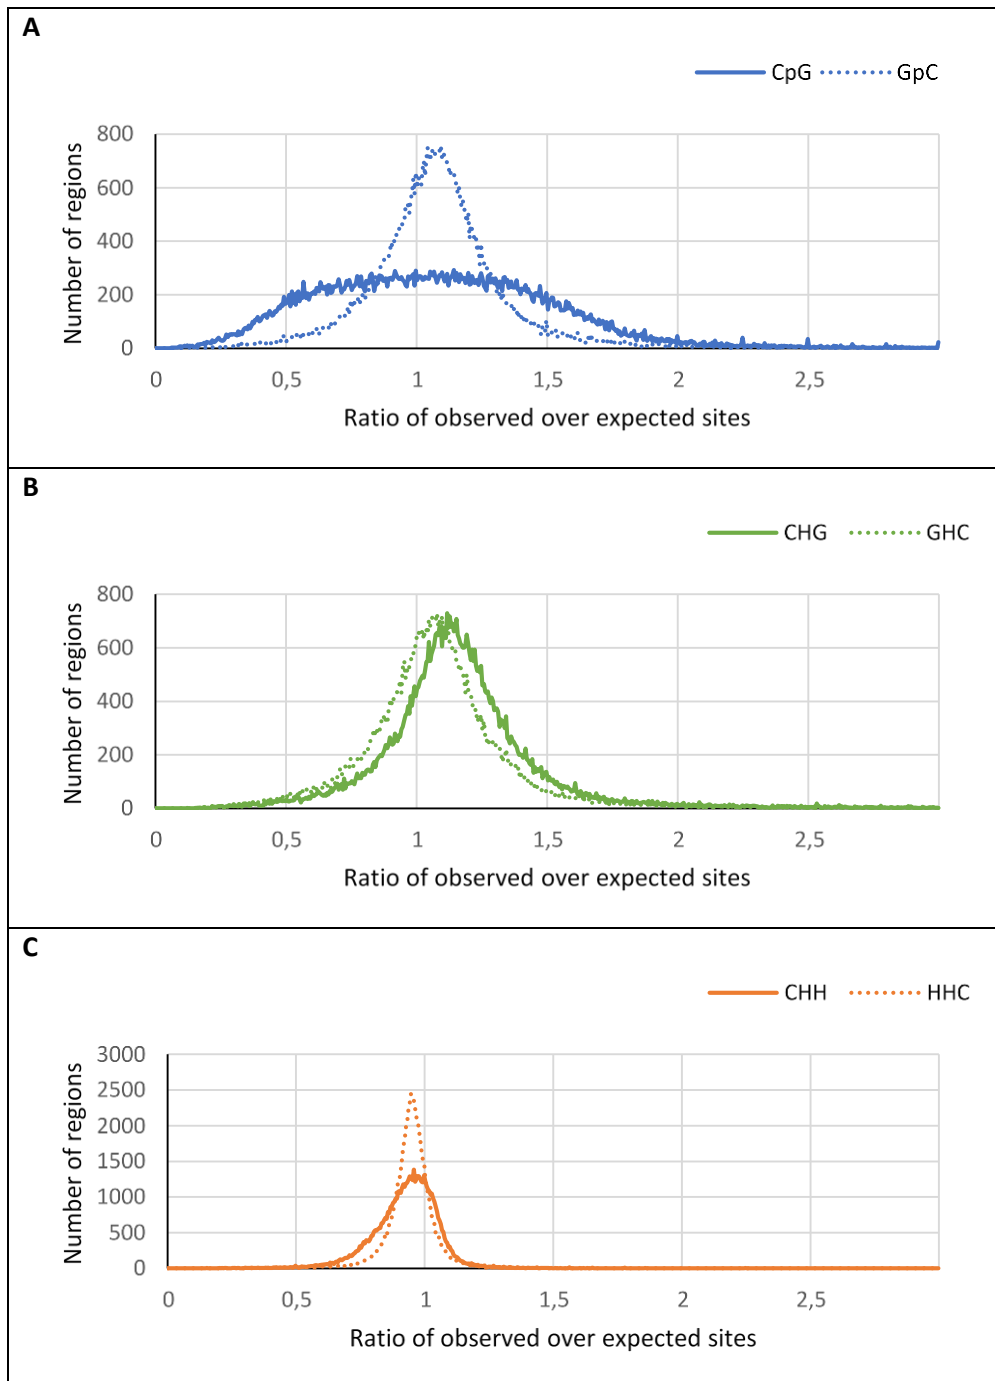 A
CpG GpC
Number of regions
800
600
400
200
0
0 0,5 1 1,5 2 2,5
Ratio of observed over expected sites
B
CHG GHC
Number of regions
800
600
400
200
0
0 0,5 1 1,5 2 2,5
Ratio of observed over expected sites
C
CHH HHC
Number of regions
3000
2500
2000
1500
1000
500
0
0 0,5 1 1,5 2 2,5
Ratio of observed over expected sites